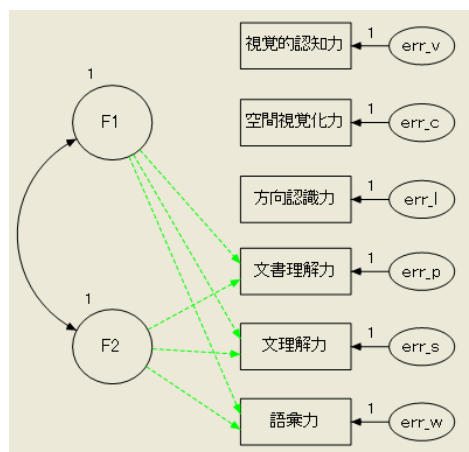 視覚的認知力
1
err_v
1
F1
空間視覚化力
1
err_c
方向認識力
1
err_l
文書理解力
1
err_p
1
F2
文理解力
1
err_s
語彙力
1
err_w